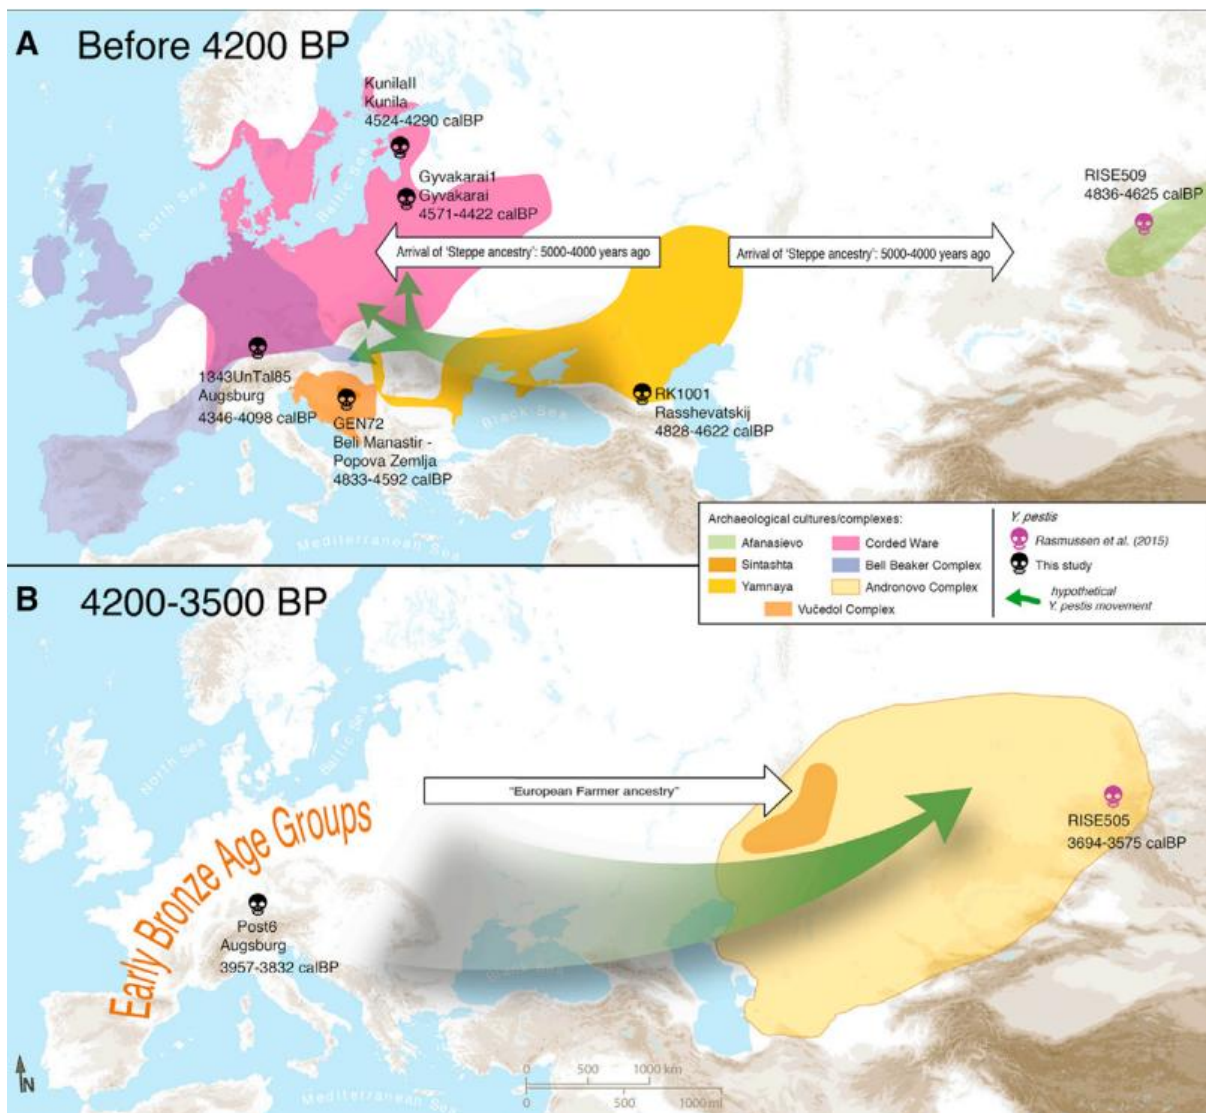 A Before 4200 BP
KunilaII
Kunila
4524-4290 calBP
Gyvakarai1
Gyvakarai
4571-4422 calBP
RISE509
4836-4625 calBP
North Sea
Baltic Sea
Arrival of 'Steppe ancestry': 5000-4000 years ago
Arrival of 'Steppe ancestry': 5000-4000 years ago
1343UnTal85
Augsburg
4346-4098 calBP
GEN72
Beli Manastir -
Popova Zemlja
4833-4592 calBP
RK1001
Rasshevatskij
4828-4622 calBP
Black Sea
Mediterranean Sea
Archaeological cultures/complexes:
Afanasievo
Sintashta
Yamnaya
Corded Ware
Bell Beaker Complex
Andronovo Complex
Vučedol Complex
Y. pestis
Rasmussen et al. (2015)
This study
hypothetical
Y. pestis movement
B 4200-3500 BP
North Sea
Baltic Sea
"European Farmer ancestry"
Early Bronze Age Groups
RISE505
3694-3575 calBP
Post6
Augsburg
3957-3832 calBP
Black Sea
Mediterranean Sea
N
0 500 1000 km
0 500 1000 mi